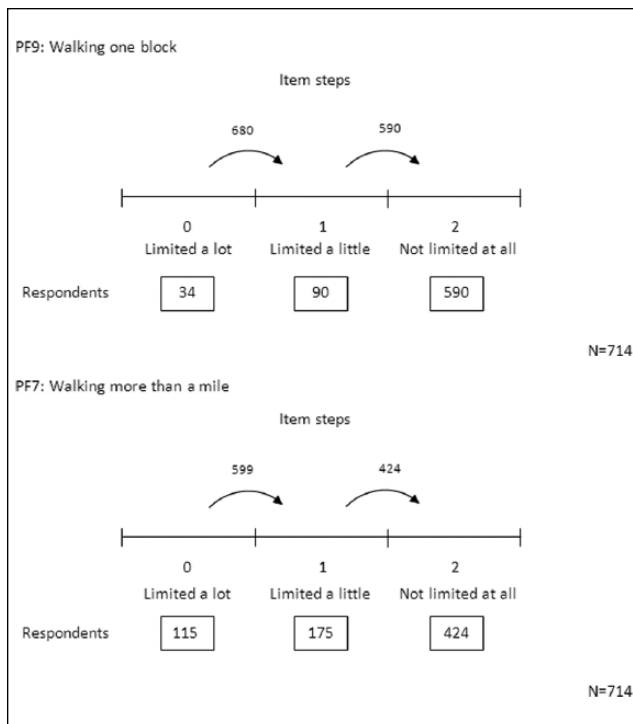 PF9: Walking one block
Item steps
680 590
0 1 2
Limited a lot Limited a little Not limited at all
Respondents 34 90 590
N=714
PF7: Walking more than a mile
Item steps
599 424
0 1 2
Limited a lot Limited a little Not limited at all
Respondents 115 175 424
N=714